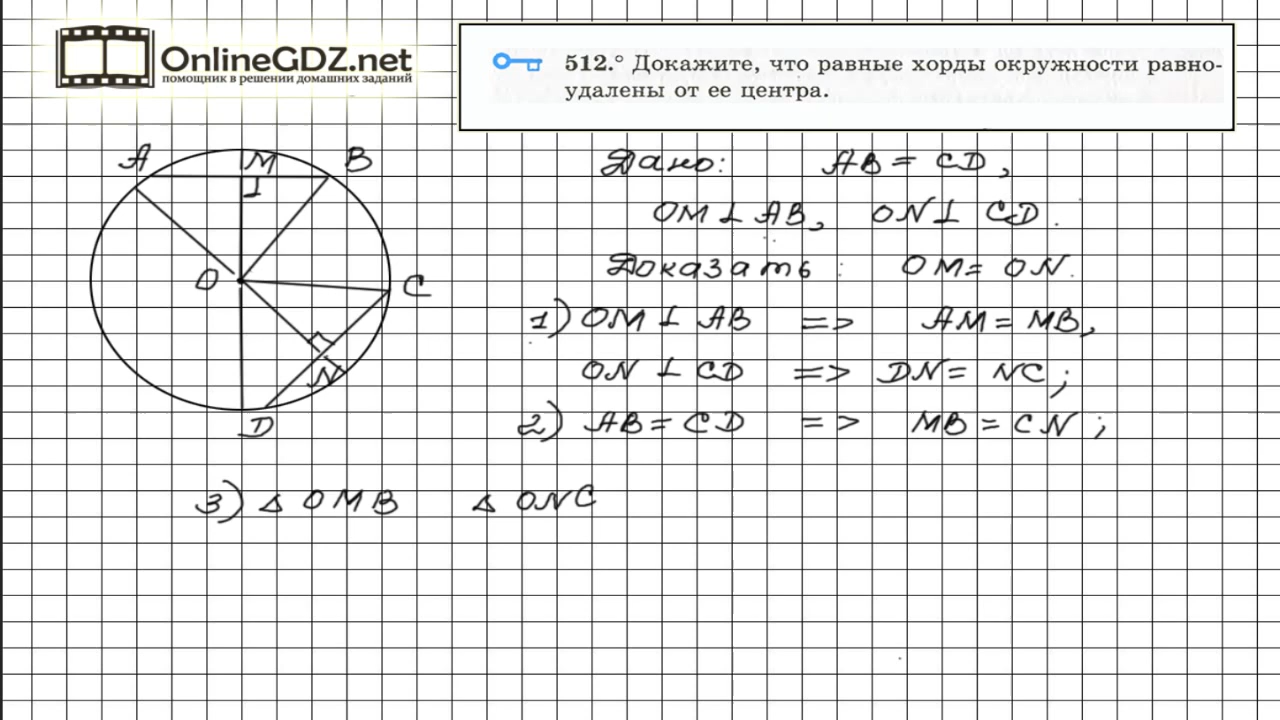 OnlineGDZ.net
помощник в решении домашних заданий
512.° Докажите, что равные хорды окружности равно-
удалены от ее центра.
A M B
O C
N
D
Дано: AB = CD,
OM ⊥ AB, ON ⊥ CD.
Доказать: OM = ON.
1) OM ⊥ AB => AM = MB,
ON ⊥ CD => DN = NC;
2) AB = CD => MB = CN;
3) △ OMB △ ONC